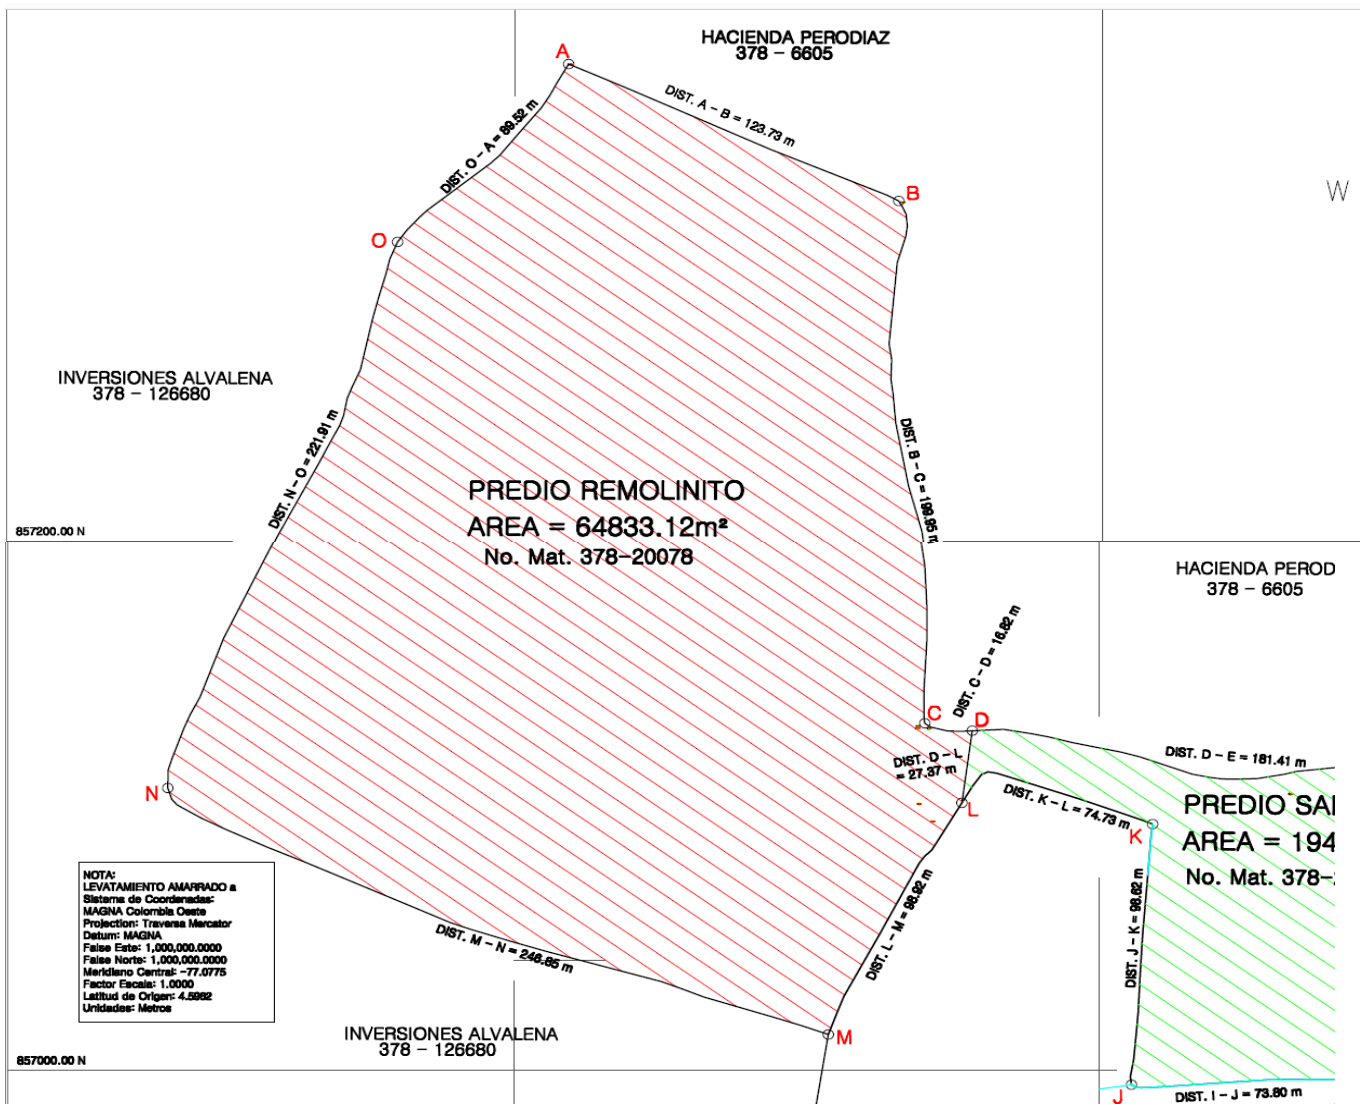 HACIENDA PERODIAZ
378 - 6605
A
DIST. A - B = 123.73 m
DIST. O - A = 89.52 m
B
W
O
INVERSIONES ALVALENA
378 - 126680
DIST. N - O = 221.91 m
DIST. B - C = 199.95 m
PREDIO REMOLINITO
AREA = 64833.12m²
No. Mat. 378-20078
857200.00 N
HACIENDA PEROD
378 - 6605
DIST. C - D = 16.82 m
C
D
DIST. D - L
= 27.37 m
DIST. D - E = 181.41 m
N
L
DIST. K - L = 74.73 m
K
PREDIO SAI
AREA = 194
No. Mat. 378-
NOTA:
LEVATAMIENTO AMARRADO a
Sistema de Coordenadas:
MAGNA Colombia Oeste
Projection: Traversa Mercator
Datum: MAGNA
False Este: 1,000,000.0000
False Norte: 1,000,000.0000
Meridiano Central: -77.0775
Factor Escala: 1.0000
Latitud de Origen: 4.5962
Unidades: Metros
DIST. M - N = 246.85 m
DIST. L - M = 98.92 m
DIST. J - K = 98.62 m
M
INVERSIONES ALVALENA
378 - 126680
857000.00 N
J
DIST. I - J = 73.80 m